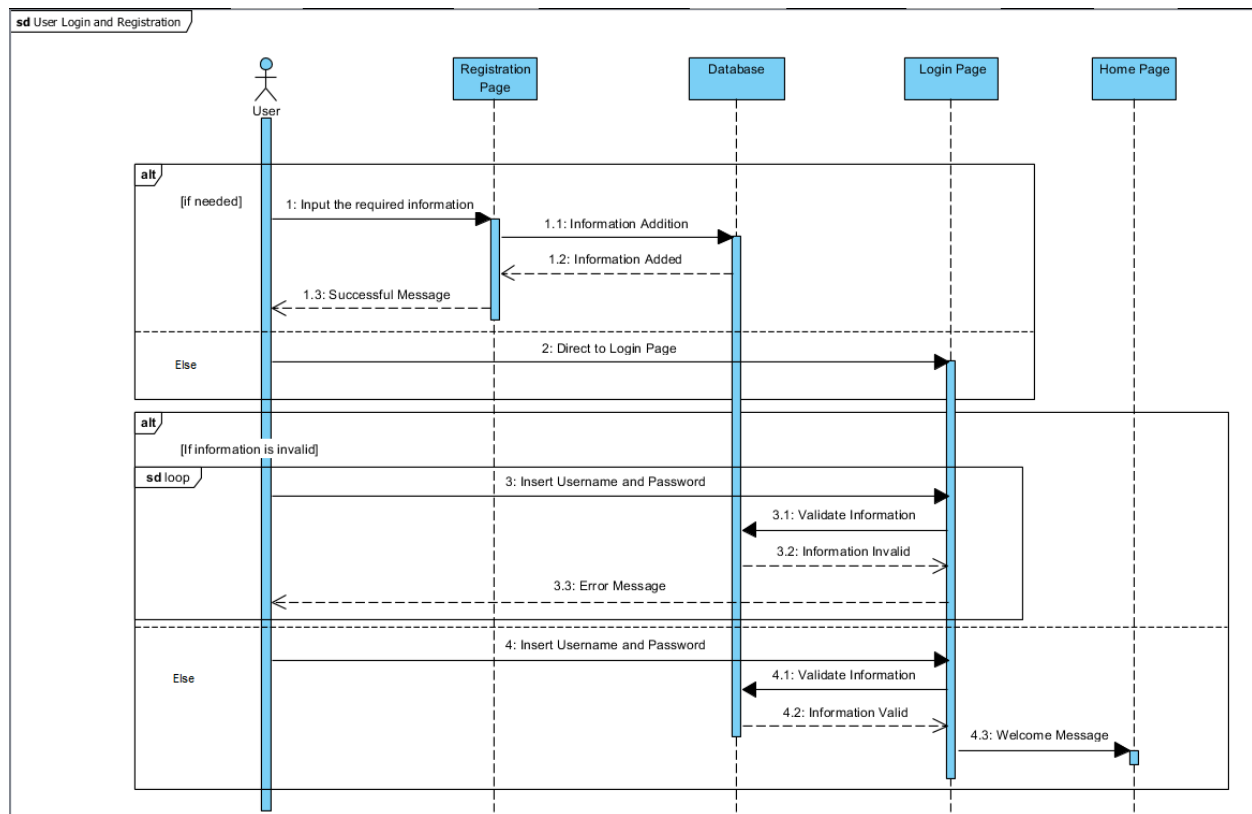 sd User Login and Registration
User
Registration
Page
Database
Login Page
Home Page
alt
[if needed]
1: Input the required information
1.1: Information Addition
1.2: Information Added
1.3: Successful Message
Else
2: Direct to Login Page
alt
[If information is invalid]
sd loop
3: Insert Username and Password
3.1: Validate Information
3.2: Information Invalid
3.3: Error Message
Else
4: Insert Username and Password
4.1: Validate Information
4.2: Information Valid
4.3: Welcome Message